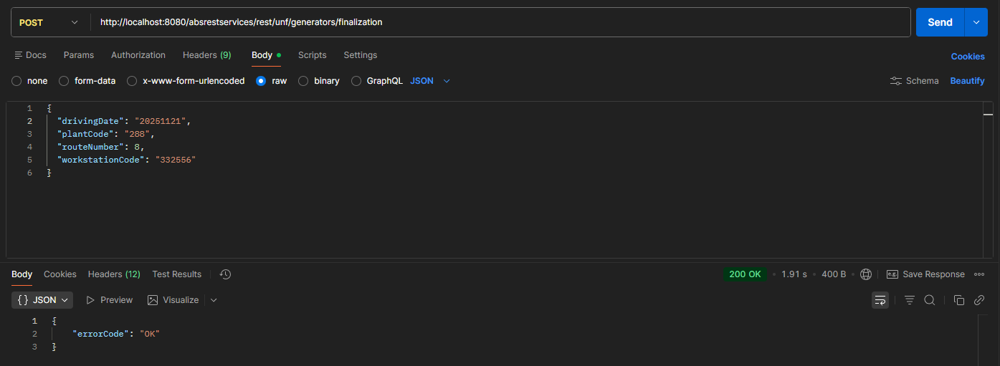 POST http://localhost:8080/absrestservices/rest/unf/generators/finalization Send
Docs Params Authorization Headers (9) Body Scripts Settings Cookies
none form-data x-www-form-urlencoded raw binary GraphQL JSON Schema Beautify
1 {
2 "drivingDate": "20251121",
3 "plantCode": "288",
4 "routeNumber": 8,
5 "workstationCode": "332556"
6 }
Body Cookies Headers (12) Test Results 200 OK • 1.91 s • 400 B • e.g. Save Response
{} JSON Preview Visualize
1 {
2 "errorCode": "OK"
3 }